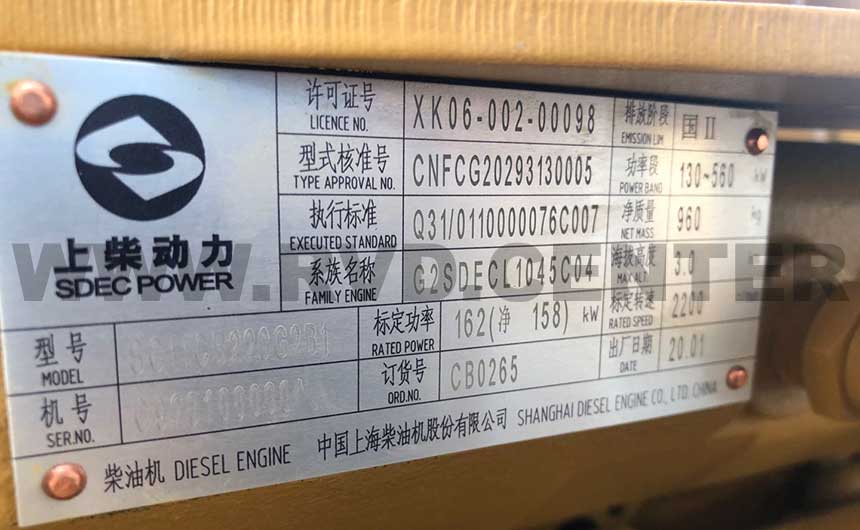 上柴动力
SDEC POWER
许可证号 XK06-002-00098 排放阶段 国 II
LICENCE NO. EMISSION LIM
型式核准号 CNFCG20293130005 功率段 130~560 kW
TYPE APPROVAL NO. POWER BAND
执行标准 Q31/0110000076C007 净质量 960 kg
EXECUTED STANDARD NET MASS
系族名称 G2SDECL1045C04 海拔高度 3.0
FAMILY ENGINE MAX ALT
型号 标定功率 162(净 158) kW 标定转速 2200
MODEL RATED POWER RATED SPEED
机号 订货号 CB0265 出厂日期 20.01
SER.NO. ORD.NO. DATE
柴油机 DIESEL ENGINE 中国上海柴油机股份有限公司 SHANGHAI DIESEL ENGINE CO., LTD. CHINA
WWW.RVD.CENTER